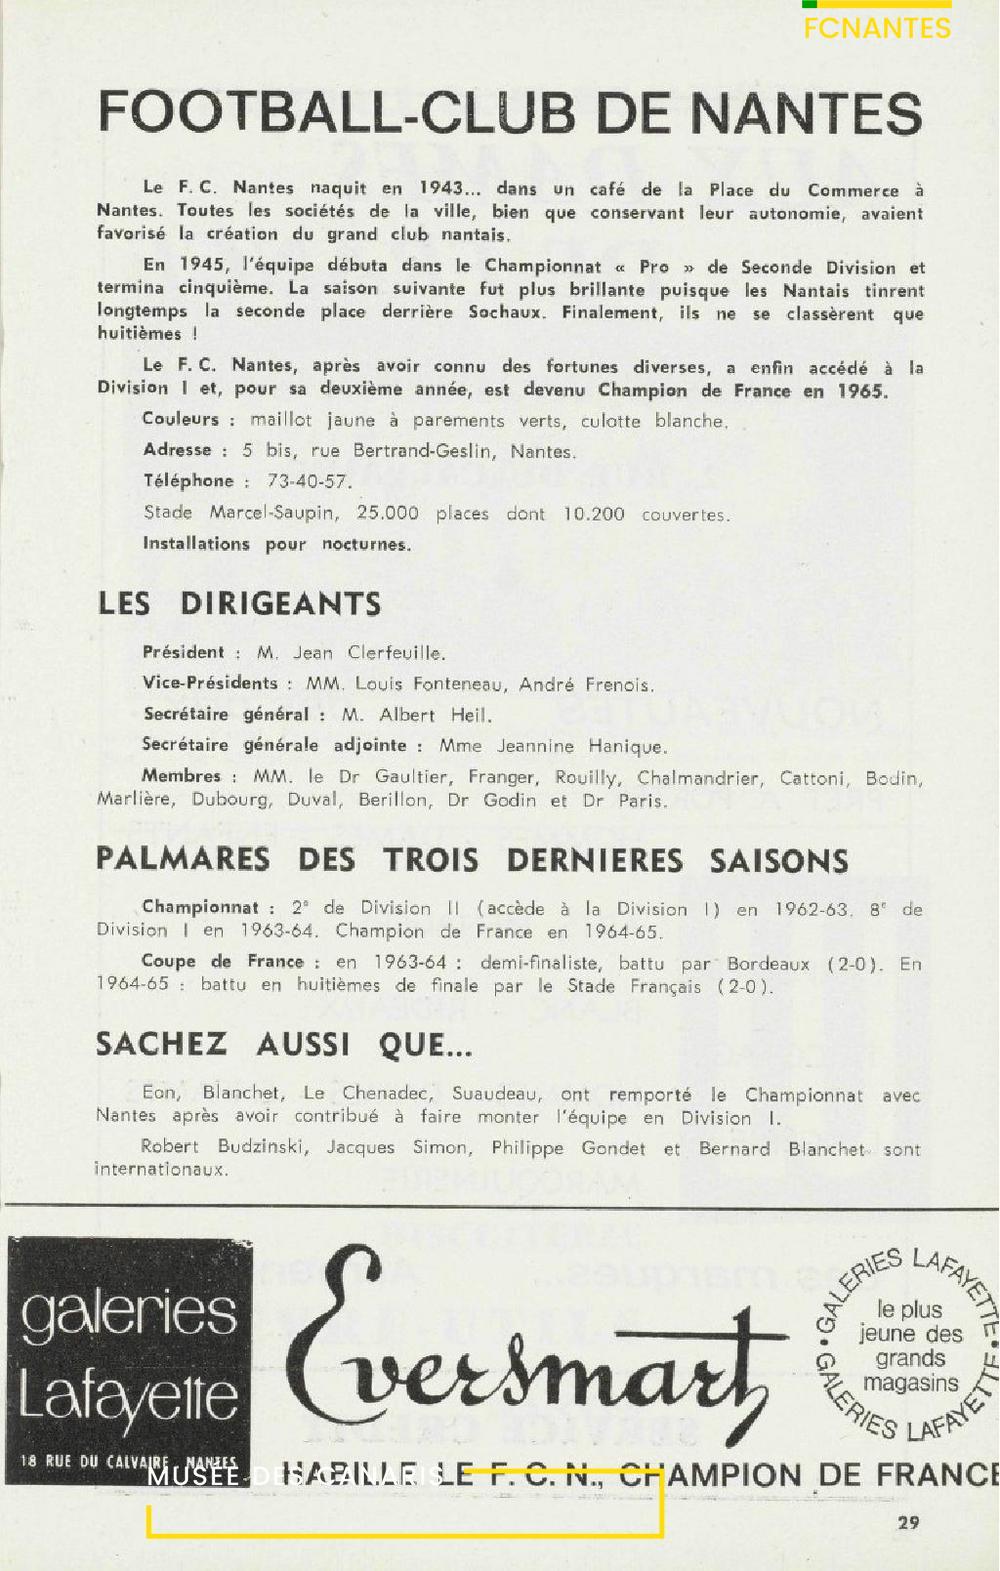 FCNANTES
FOOTBALL-CLUB DE NANTES
Le F. C. Nantes naquit en 1943... dans un café de la Place du Commerce à
Nantes. Toutes les sociétés de la ville, bien que conservant leur autonomie, avaient
favorisé la création du grand club nantais.
En 1945, l'équipe débuta dans le Championnat « Pro » de Seconde Division et
termina cinquième. La saison suivante fut plus brillante puisque les Nantais tinrent
longtemps la seconde place derrière Sochaux. Finalement, ils ne se classèrent que
huitièmes !
Le F. C. Nantes, après avoir connu des fortunes diverses, a enfin accédé à la
Division I et, pour sa deuxième année, est devenu Champion de France en 1965.
Couleurs : maillot jaune à parements verts, culotte blanche.
Adresse : 5 bis, rue Bertrand-Geslin, Nantes.
Téléphone : 73-40-57.
Stade Marcel-Saupin, 25.000 places dont 10.200 couvertes.
Installations pour nocturnes.
LES DIRIGEANTS
Président : M. Jean Clerfeuille.
Vice-Présidents : MM. Louis Fonteneau, André Frenois.
Secrétaire général : M. Albert Heil.
Secrétaire générale adjointe : Mme Jeannine Hanique.
Membres : MM. le Dr Gaultier, Franger, Rouilly, Chalmandrier, Cattoni, Bodin,
Marlière, Dubourg, Duval, Berillon, Dr Godin et Dr Paris.
PALMARES DES TROIS DERNIERES SAISONS
Championnat : 2e de Division II (accède à la Division I) en 1962-63. 8e de
Division I en 1963-64. Champion de France en 1964-65.
Coupe de France : en 1963-64 : demi-finaliste, battu par Bordeaux (2-0). En
1964-65 : battu en huitièmes de finale par le Stade Français (2-0).
SACHEZ AUSSI QUE...
Eon, Blanchet, Le Chenadec, Suaudeau, ont remporté le Championnat avec
Nantes après avoir contribué à faire monter l'équipe en Division I.
Robert Budzinski, Jacques Simon, Philippe Gondet et Bernard Blanchet sont
internationaux.
galeries
Lafayette
18 RUE DU CALVAIRE NANTES
Eversmart
GALERIES LAFAYETTE • GALERIES LAFAYETTE •
le plus
jeune des
grands
magasins
HABILLE LE F. C. N., CHAMPION DE FRANCE
MUSÉE DES CANARIS
29